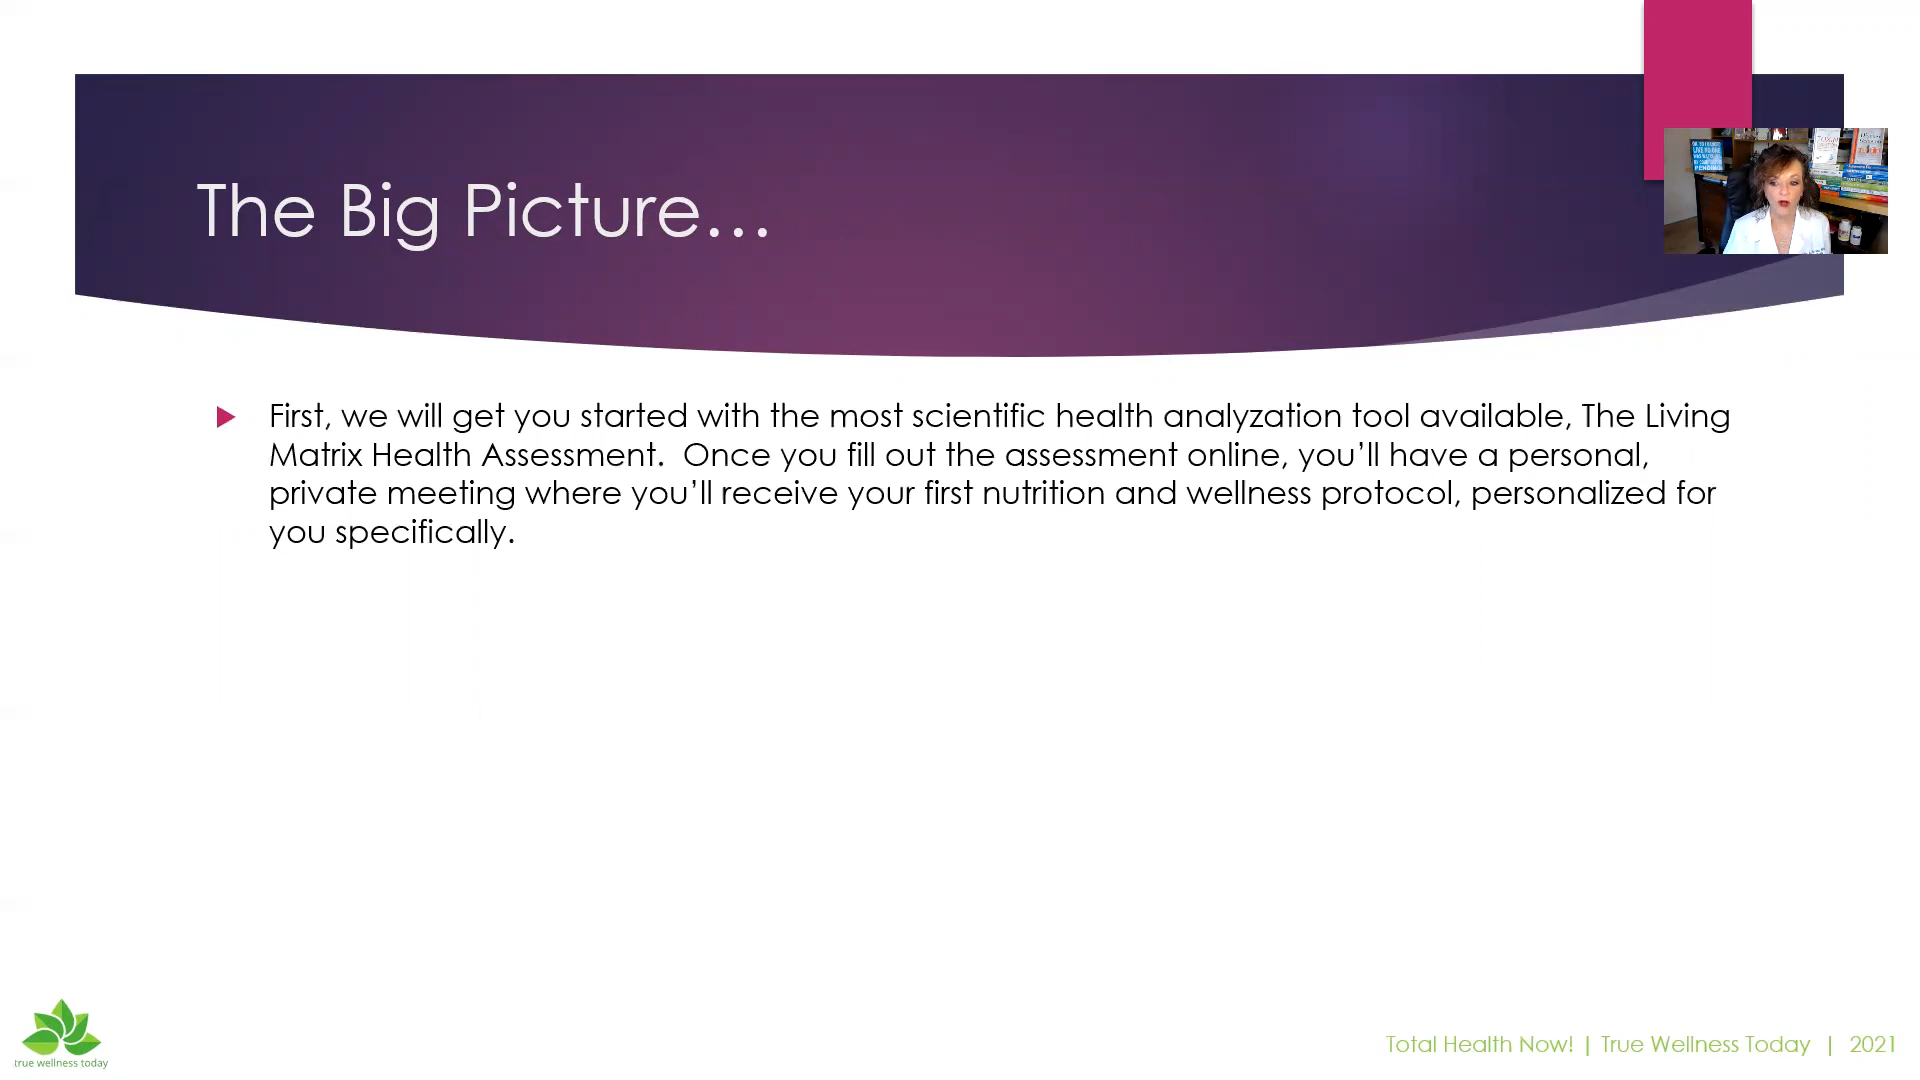 The Big Picture...
First, we will get you started with the most scientific health analyzation tool available, The Living
Matrix Health Assessment.  Once you fill out the assessment online, you’ll have a personal,
private meeting where you’ll receive your first nutrition and wellness protocol, personalized for
you specifically.
true wellness today
Total Health Now! | True Wellness Today | 2021